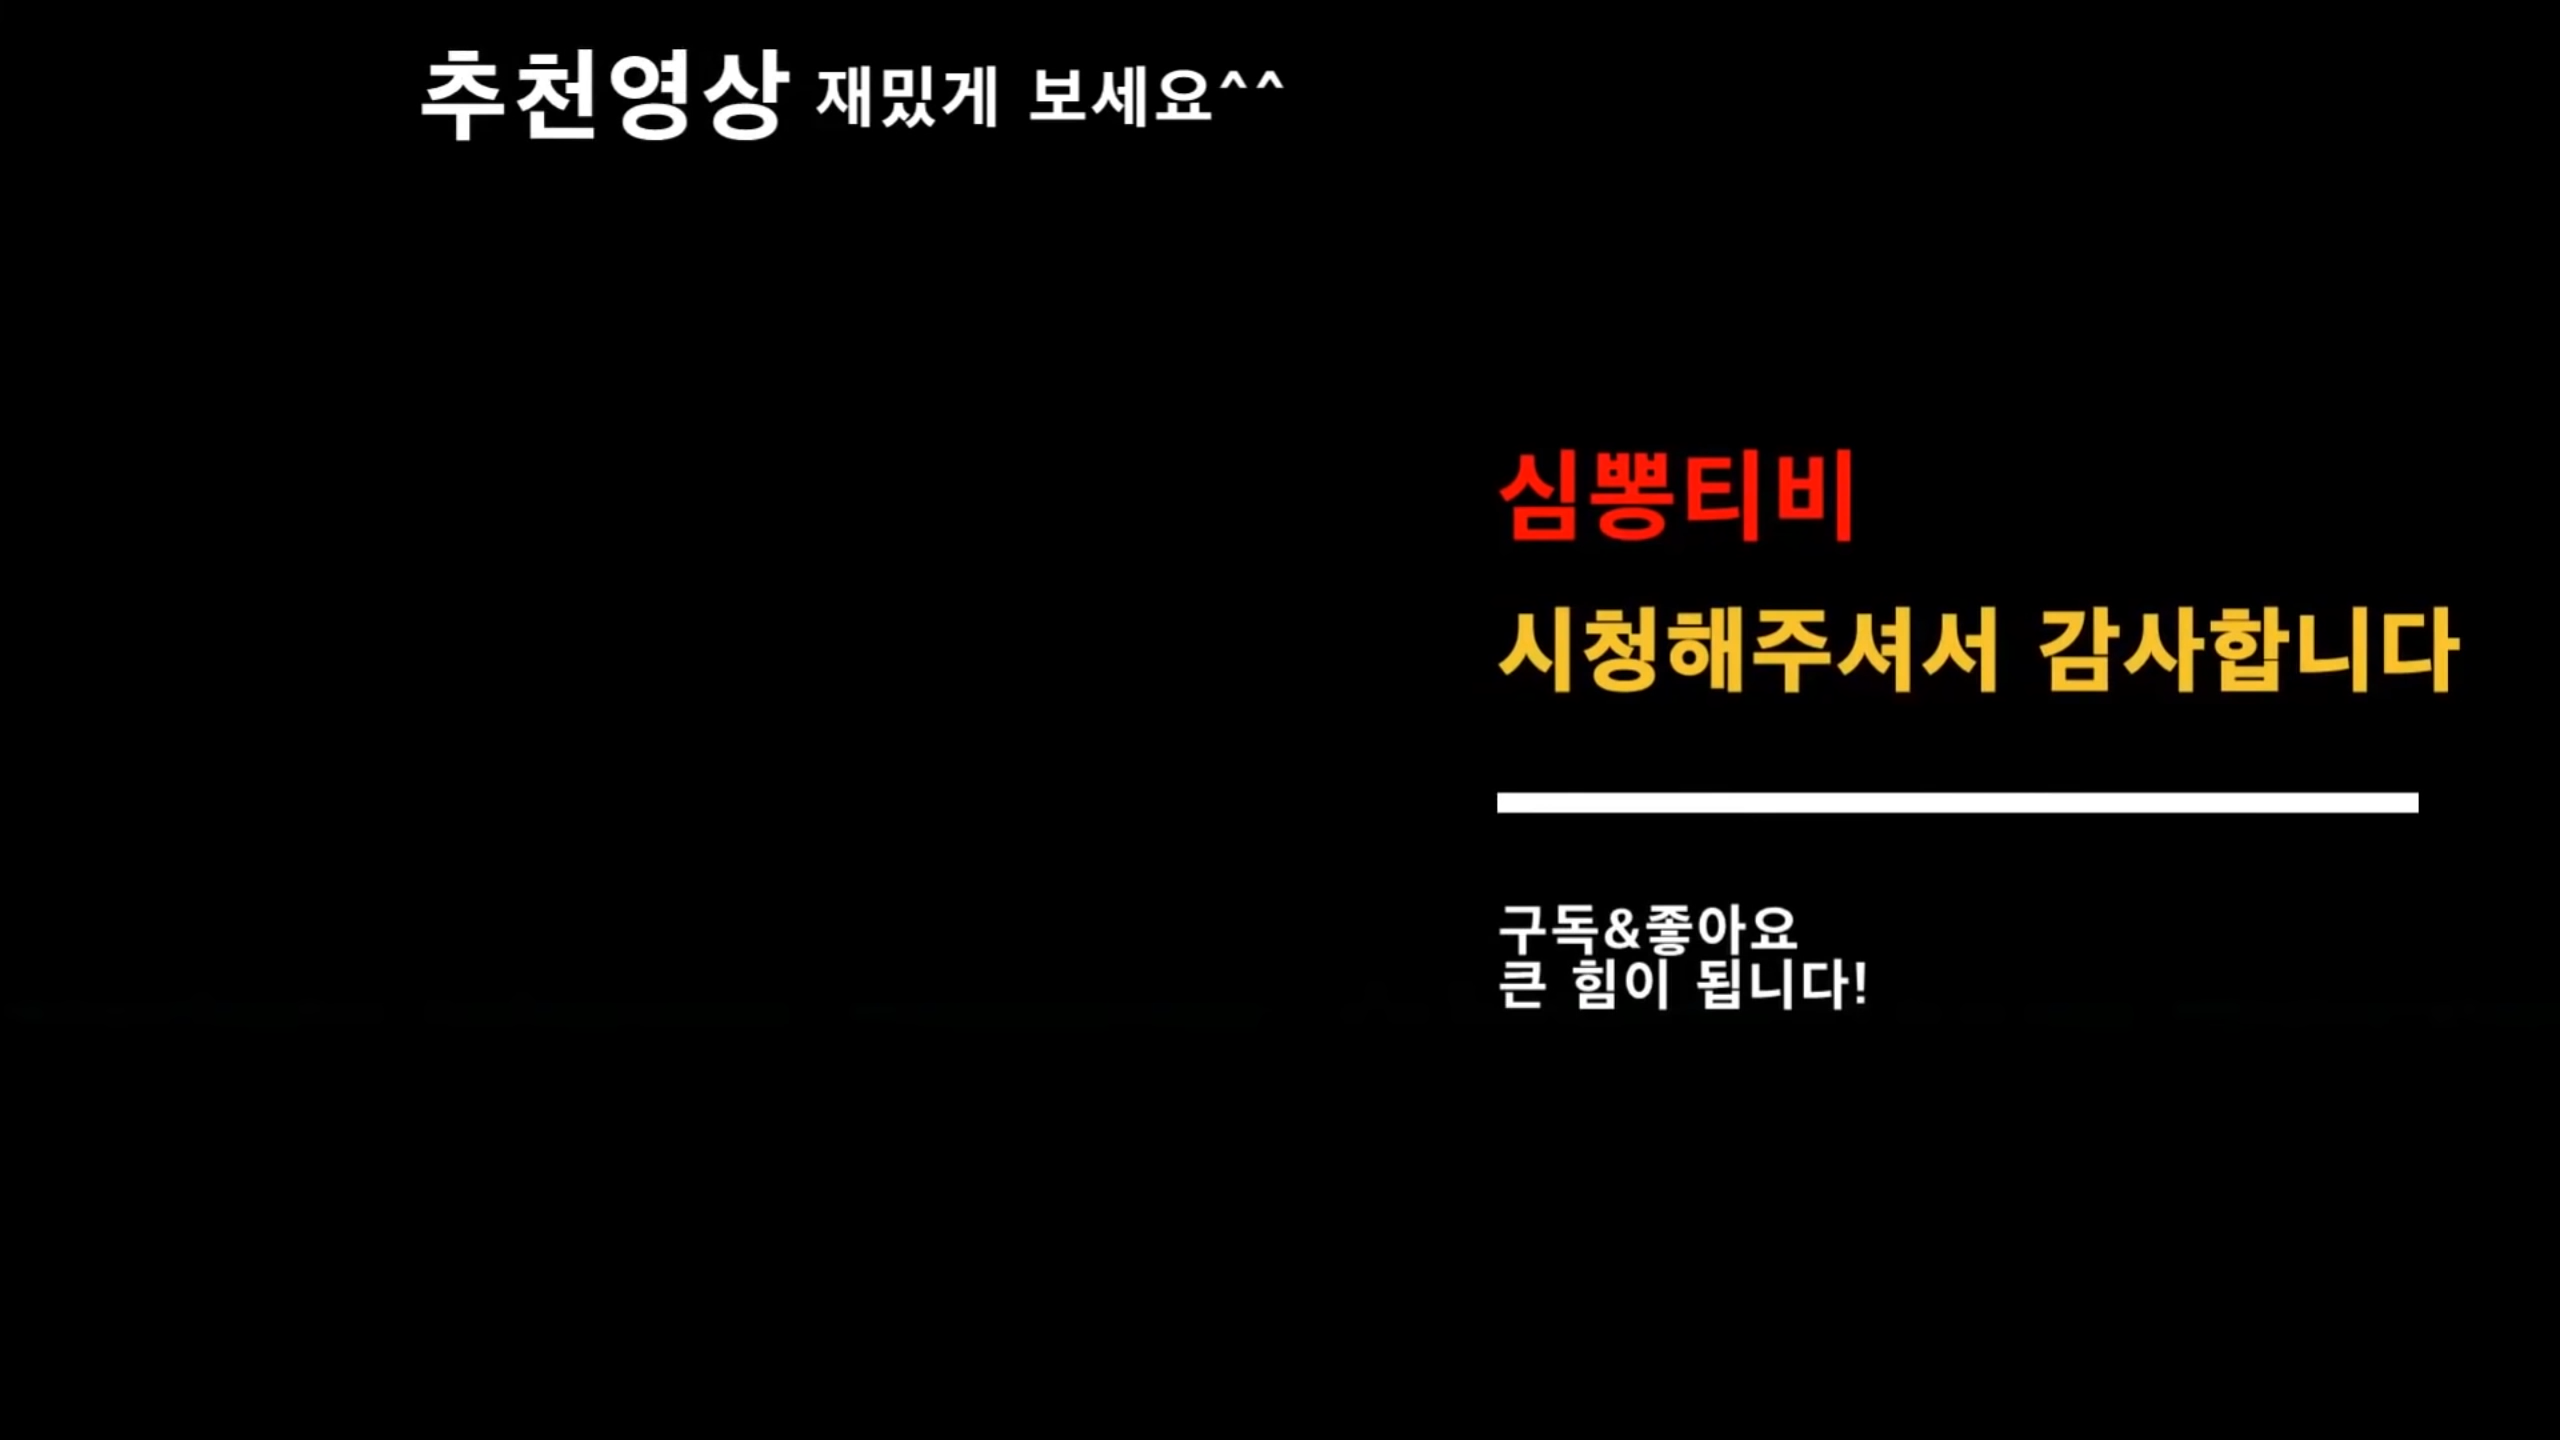 추천영상 재밌게 보세요^^
심뽕티비
시청해주셔서 감사합니다
구독&좋아요
큰 힘이 됩니다!